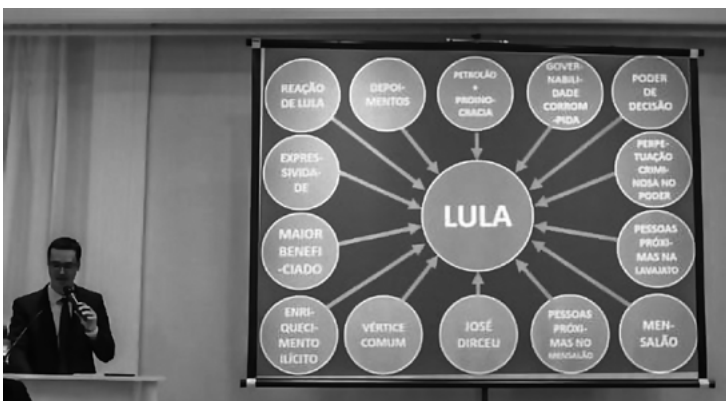 REAÇÃO
DE LULA
DEPOI-
MENTOS
PETROLÃO
+
PROPINO-
CRACIA
GOVER-
NABILI-
DADE
CORROM
-PIDA
PODER
DE
DECISÃO
EXPRES-
SIVIDA-
DE
PERPE-
TUAÇÃO
CRIMI-
NOSA NO
PODER
LULA
MAIOR
BENEFI
-CIADO
PESSOAS
PRÓXI-
MAS NA
LAVAJATO
ENRI-
QUECI-
MENTO
ILÍCITO
VÉRTICE
COMUM
JOSÉ
DIRCEU
PESSOAS
PRÓXI-
MAS NO
MENSALÃO
MEN-
SALÃO